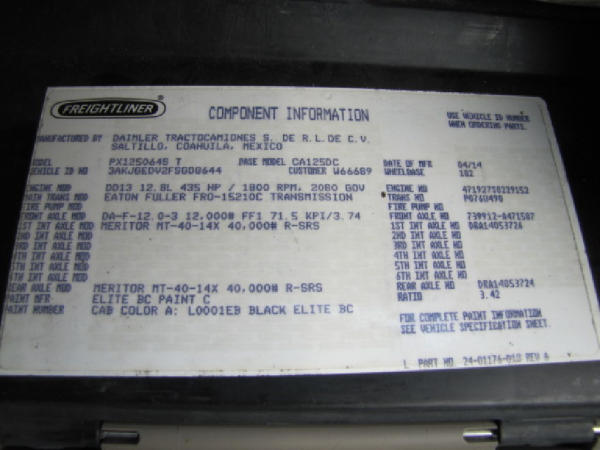 FREIGHTLINER
COMPONENT INFORMATION
USE VEHICLE ID NUMBER
WHEN ORDERING PARTS.
MANUFACTURED BY DAIMLER TRACTOCAMIONES S. DE R.L.DE C.V.
SALTILLO, COAHUILA, MEXICO
MODEL PX125064S T BASE MODEL CA125DC DATE OF MFR 04/14
VEHICLE ID NO CUSTOMER W66689 WHEELBASE 182
ENGINE MOD DD13 12.8L 435 HP / 1800 RPM, 2080 GOV ENGINE NO
MAIN TRANS MOD EATON FULLER FRO-15210C TRANSMISSION TRANS NO
FIRE PUMP MOD FIRE PUMP NO
FRONT AXLE MOD DA-F-12.0-3 12,000# FF1 71.5 KPI/3.74 FRONT AXLE NO
1ST INT AXLE MOD MERITOR MT-40-14X 40,000# R-SRS 1ST INT AXLE NO
2ND INT AXLE MOD 2ND INT AXLE NO
3RD INT AXLE MOD 3RD INT AXLE NO
4TH INT AXLE MOD 4TH INT AXLE NO
5TH INT AXLE MOD 5TH INT AXLE NO
6TH INT AXLE MOD 6TH INT AXLE NO
REAR AXLE MOD MERITOR MT-40-14X 40,000# R-SRS REAR AXLE NO DRA14053724
PAINT MFR ELITE BC PAINT C RATIO 3.42
PAINT NUMBER CAB COLOR A: L0001EB BLACK ELITE BC
FOR COMPLETE PAINT INFORMATION
SEE VEHICLE SPECIFICATION SHEET.
PART NO